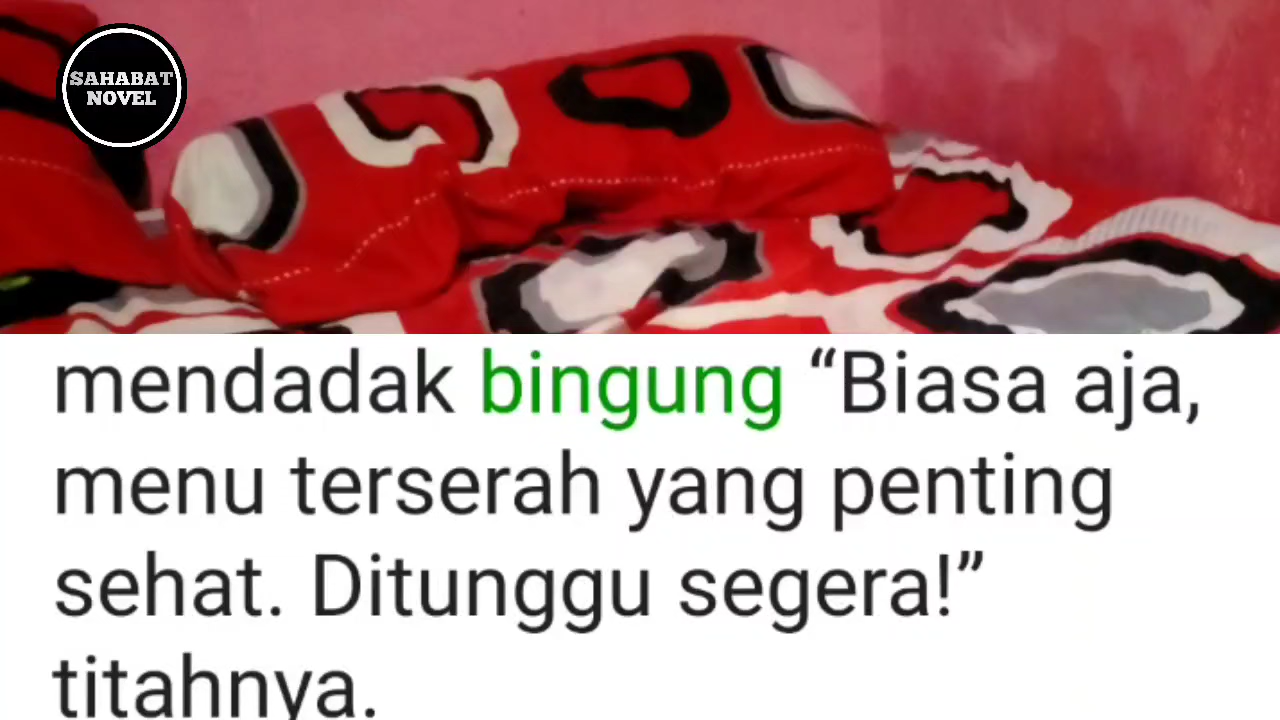 SAHABAT
NOVEL
mendadak bingung “Biasa aja,
menu terserah yang penting
sehat. Ditunggu segera!”
titahnya.